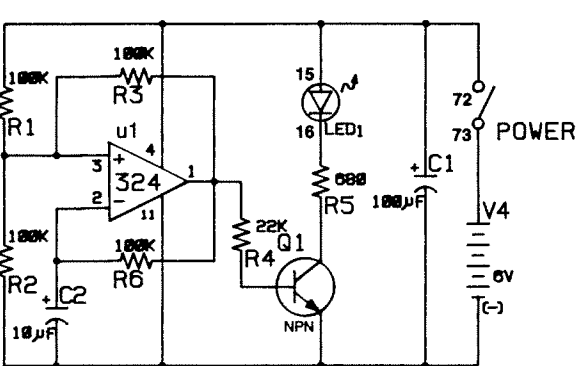 100K
R3
15
100K
R1
u1
4
3
+
324
1
2
−
11
16
LED1
72
73
POWER
+
C1
100µF
680
R5
22K
R4
Q1
V4
6V
(-)
100K
R2
100K
R6
+
C2
10µF
NPN